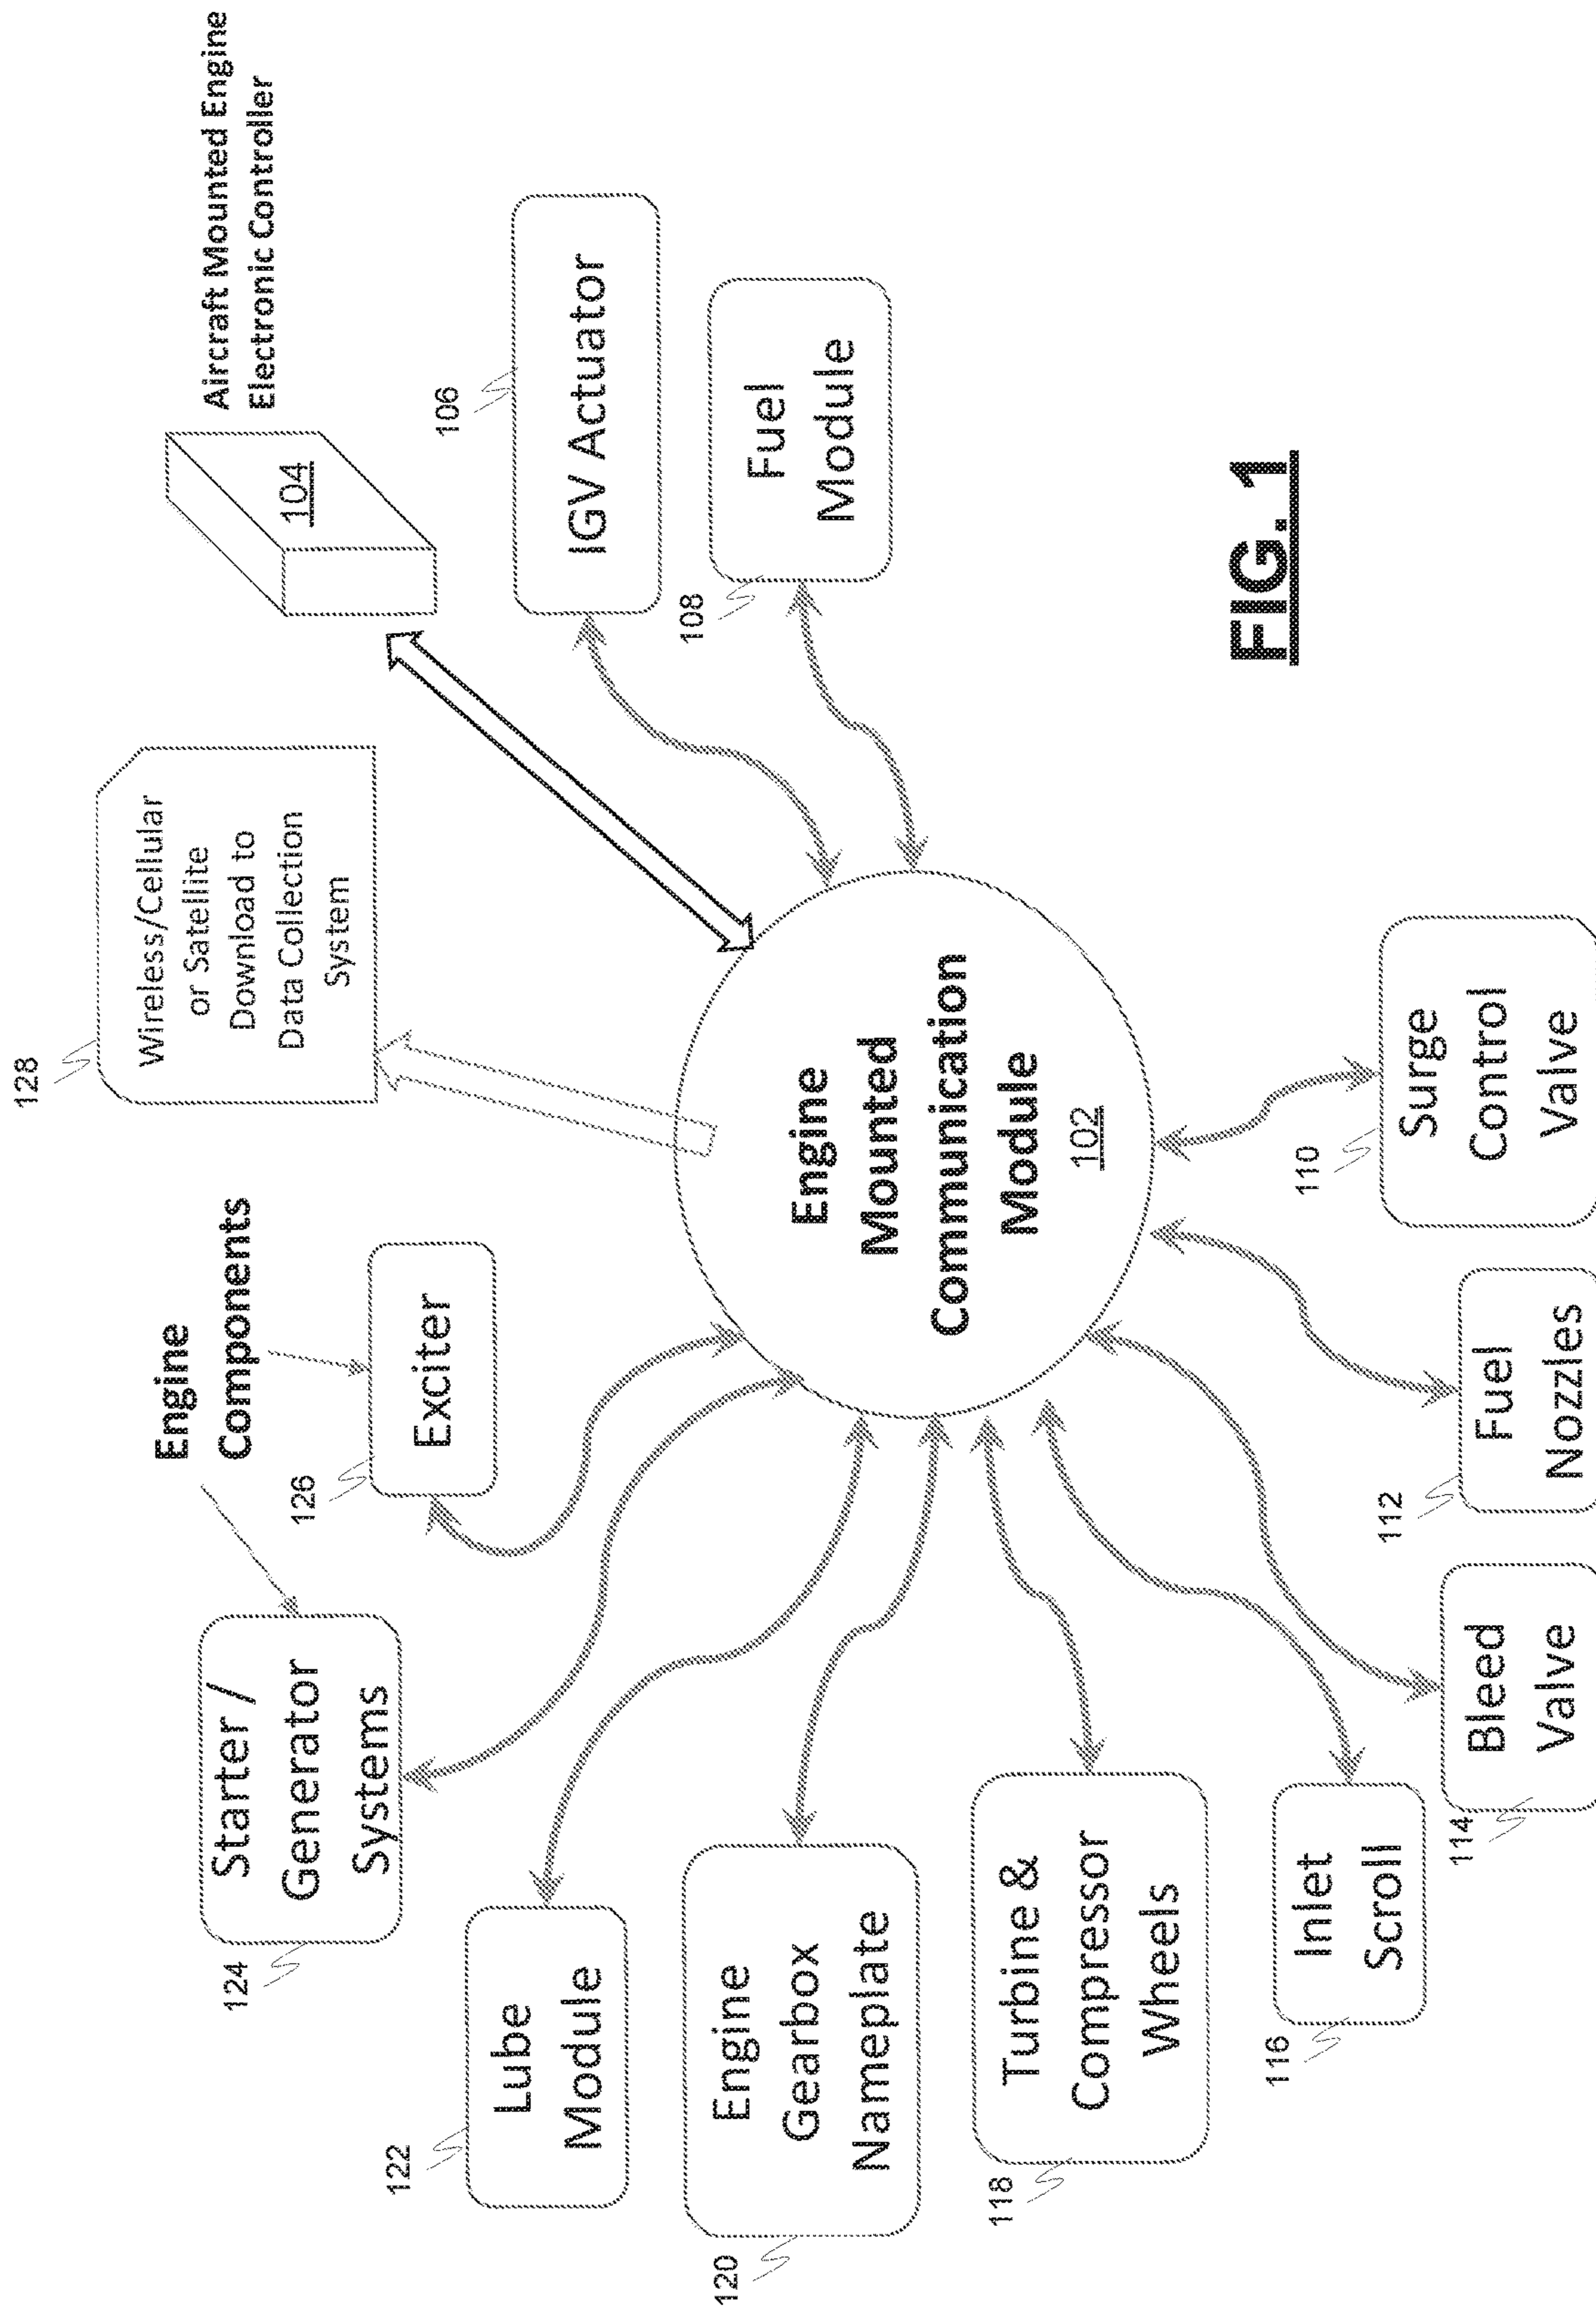 128
Wireless/Cellular
or Satellite
Download to
Data Collection
System
Aircraft Mounted Engine
Electronic Controller
104
Engine
Components
124
Starter /
Generator
Systems
126
Exciter
106
IGV Actuator
122
Lube
Module
108
Fuel
Module
120
Engine
Gearbox
Nameplate
Engine
Mounted
Communication
Module
102
118
Turbine &
Compressor
Wheels
116
Inlet
Scroll
114
Bleed
Valve
112
Fuel
Nozzles
110
Surge
Control
Valve
FIG. 1